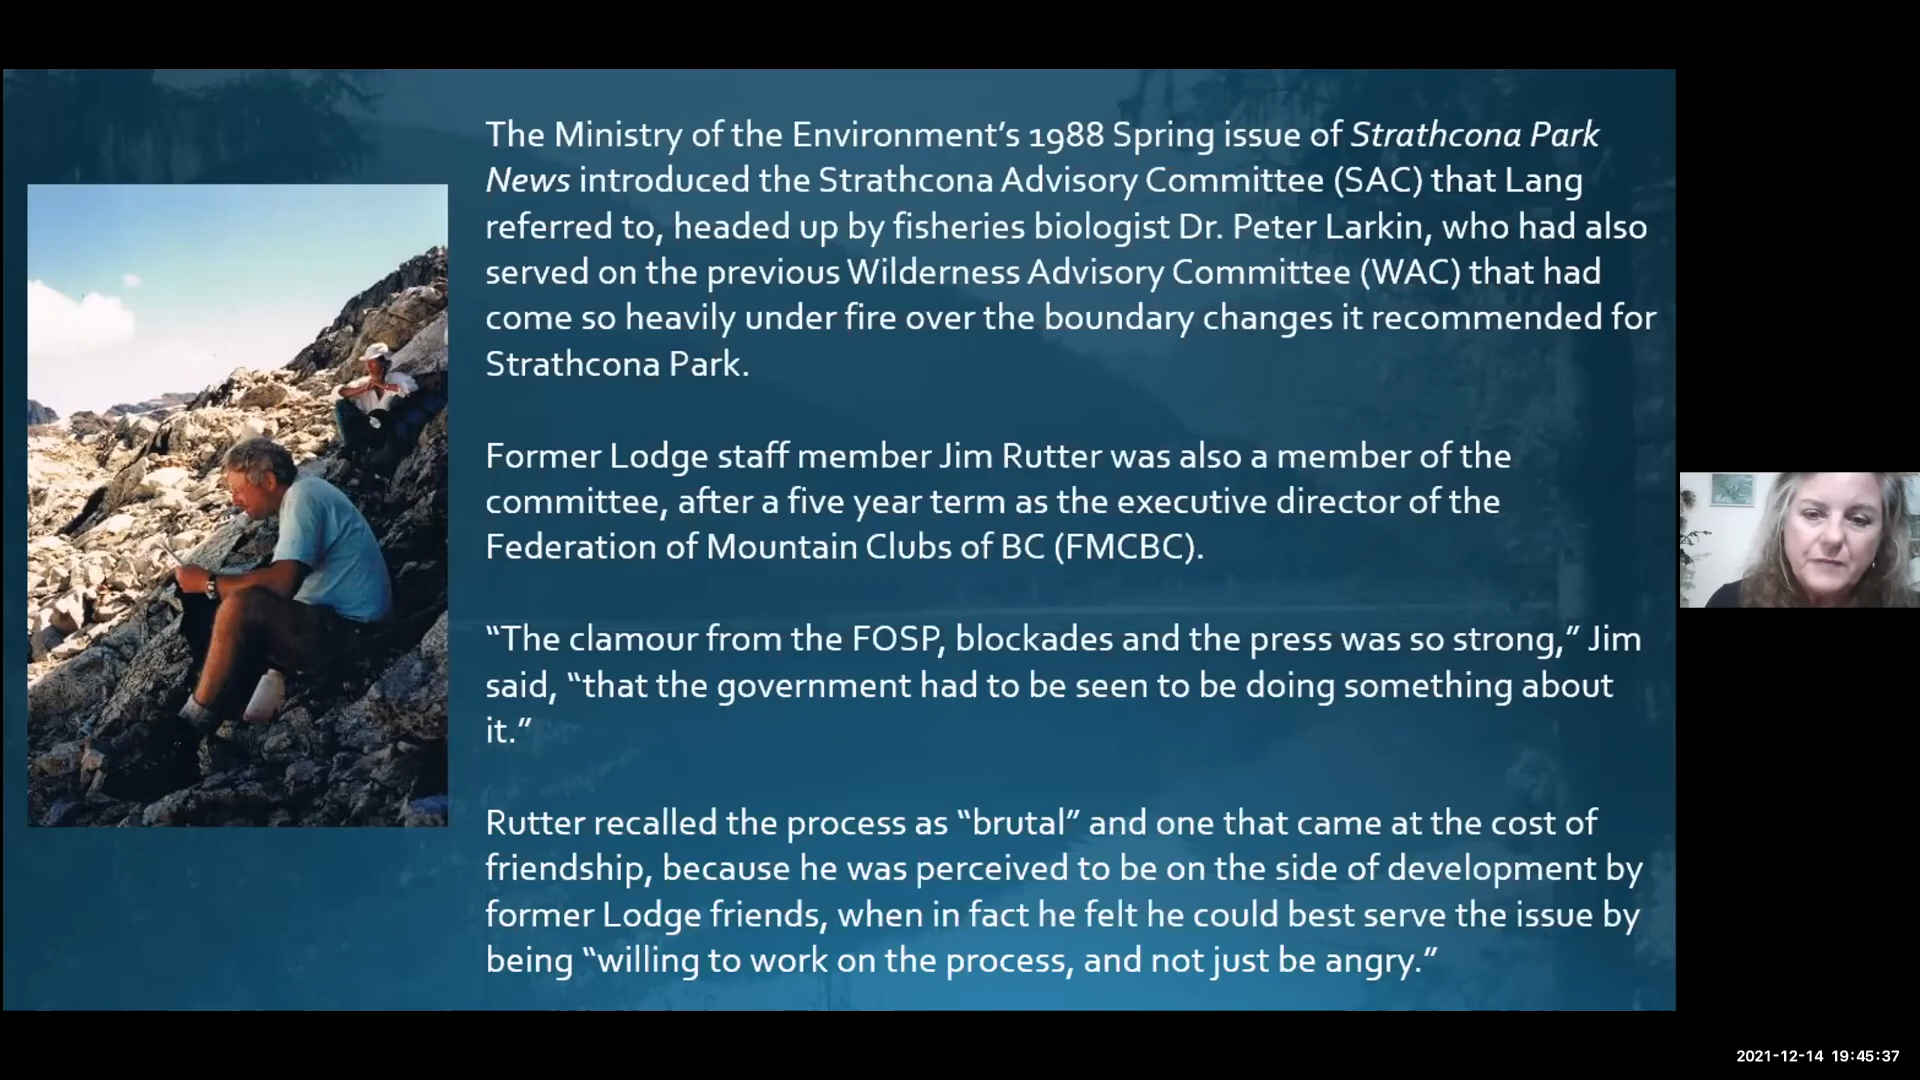 The Ministry of the Environment’s 1988 Spring issue of Strathcona Park
News introduced the Strathcona Advisory Committee (SAC) that Lang
referred to, headed up by fisheries biologist Dr. Peter Larkin, who had also
served on the previous Wilderness Advisory Committee (WAC) that had
come so heavily under fire over the boundary changes it recommended for
Strathcona Park.
Former Lodge staff member Jim Rutter was also a member of the
committee, after a five year term as the executive director of the
Federation of Mountain Clubs of BC (FMCBC).
“The clamour from the FOSP, blockades and the press was so strong,” Jim
said, “that the government had to be seen to be doing something about
it.”
Rutter recalled the process as “brutal” and one that came at the cost of
friendship, because he was perceived to be on the side of development by
former Lodge friends, when in fact he felt he could best serve the issue by
being “willing to work on the process, and not just be angry.”
2021-12-14 19:45:37